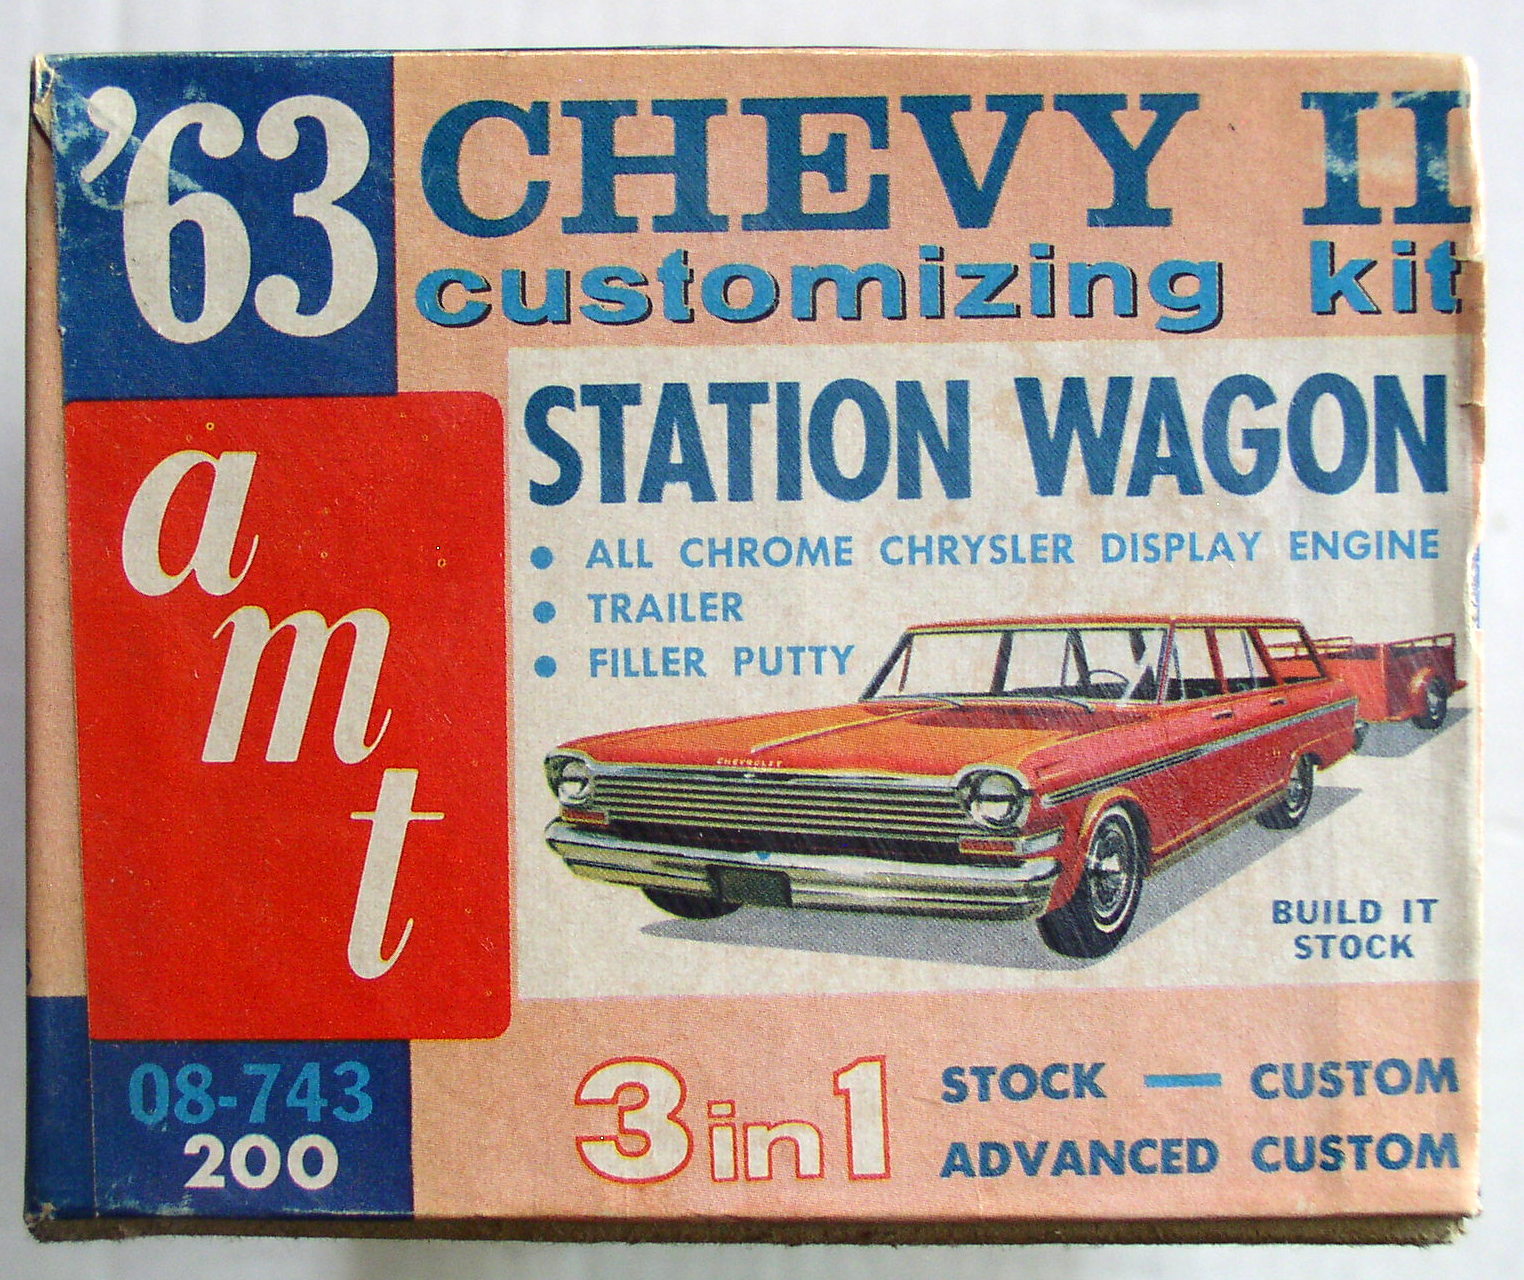 '63 CHEVY II
customizing kit
STATION WAGON
• ALL CHROME CHRYSLER DISPLAY ENGINE
• TRAILER
• FILLER PUTTY
amt
CHEVROLET
BUILD IT
STOCK
08-743
200
3 in 1
STOCK — CUSTOM
ADVANCED CUSTOM